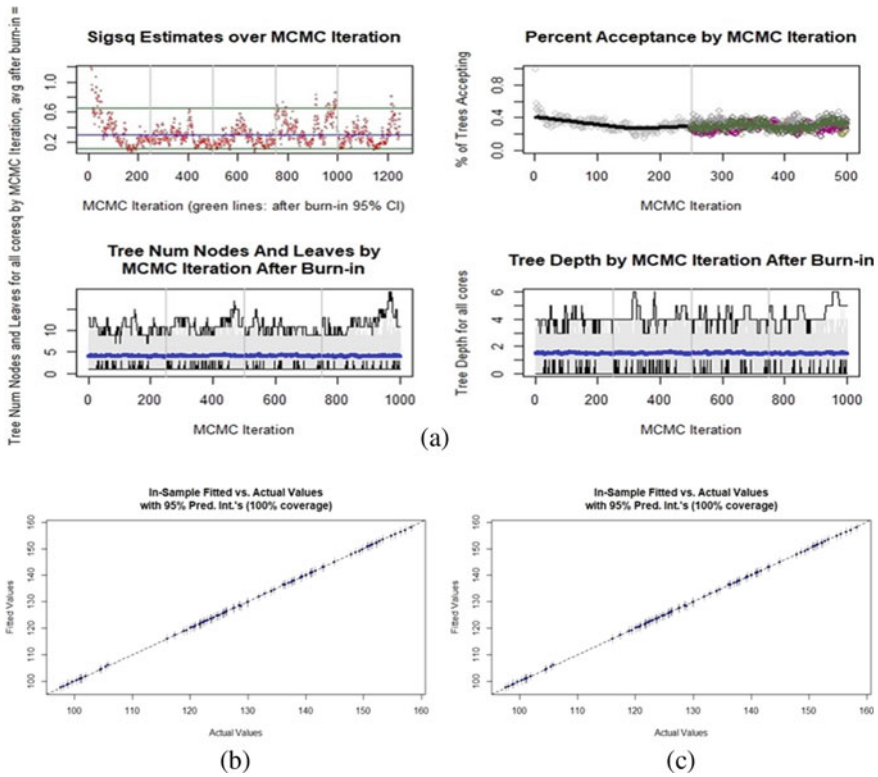 Tree Num Nodes and Leaves for all coresq by MCMC Iteration, avg after burn-in =
Sigsq Estimates over MCMC Iteration
1.0
0.6
0.2
0 200 400 600 800 1000 1200
MCMC Iteration (green lines: after burn-in 95% CI)
Percent Acceptance by MCMC Iteration
% of Trees Accepting
0.8
0.4
0.0
0 100 200 300 400 500
MCMC Iteration
Tree Num Nodes And Leaves by
MCMC Iteration After Burn-in
10
5
0
0 200 400 600 800 1000
MCMC Iteration
Tree Depth by MCMC Iteration After Burn-in
Tree Depth for all cores
6
4
2
0
0 200 400 600 800 1000
MCMC Iteration
(a)
In-Sample Fitted vs. Actual Values
with 95% Pred. Int.'s (100% coverage)
Fitted Values
160
150
140
130
120
110
100
100 110 120 130 140 150 160
Actual Values
(b)
In-Sample Fitted vs. Actual Values
with 95% Pred. Int.'s (100% coverage)
Fitted Values
160
150
140
130
120
110
100
100 110 120 130 140 150 160
Actual Values
(c)